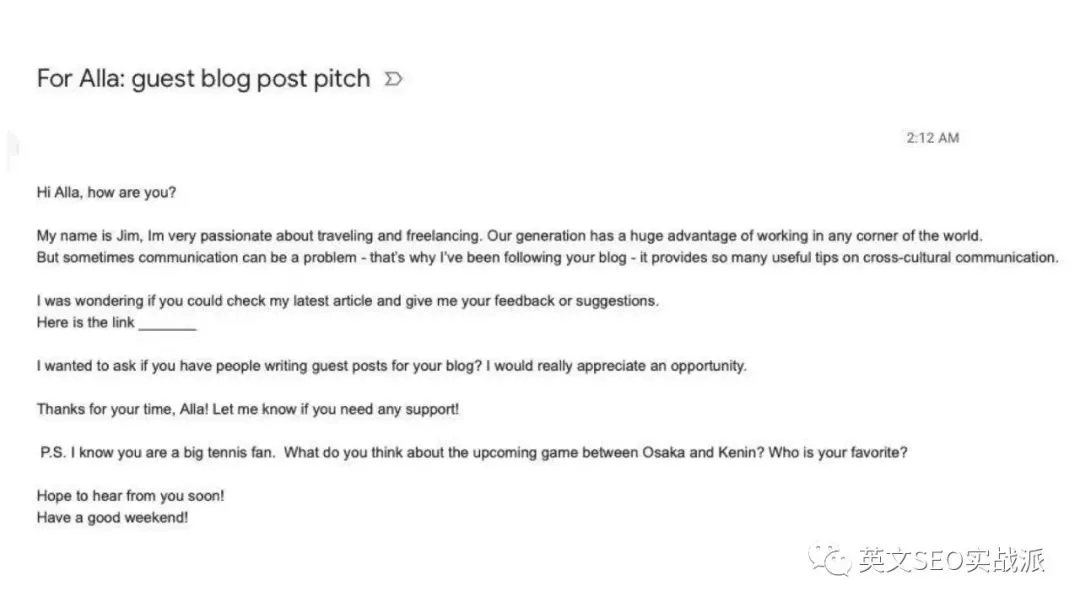 For Alla: guest blog post pitch
2:12 AM
Hi Alla, how are you?
My name is Jim, Im very passionate about traveling and freelancing. Our generation has a huge advantage of working in any corner of the world.
But sometimes communication can be a problem - that's why I've been following your blog - it provides so many useful tips on cross-cultural communication.
I was wondering if you could check my latest article and give me your feedback or suggestions.
Here is the link _______
I wanted to ask if you have people writing guest posts for your blog? I would really appreciate an opportunity.
Thanks for your time, Alla! Let me know if you need any support!
P.S. I know you are a big tennis fan. What do you think about the upcoming game between Osaka and Kenin? Who is your favorite?
Hope to hear from you soon!
Have a good weekend!
英文SEO实战派